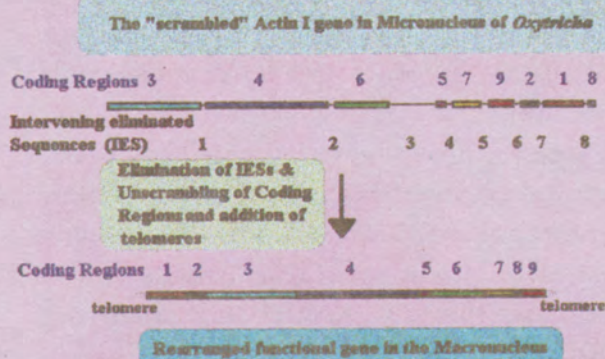 The "scrambled" Actin I gene in Micronucleus of Oxytricha
Coding Regions 3 4 6 5 7 9 2 1 8
Intervening eliminated
Sequences (IES) 1 2 3 4 5 6 7 8
Elimination of IESs &
Unscrambling of Coding
Regions and addition of
telomeres
Coding Regions 1 2 3 4 5 6 7 8 9
telomere telomere
Rearranged functional gene in the Macronucleus